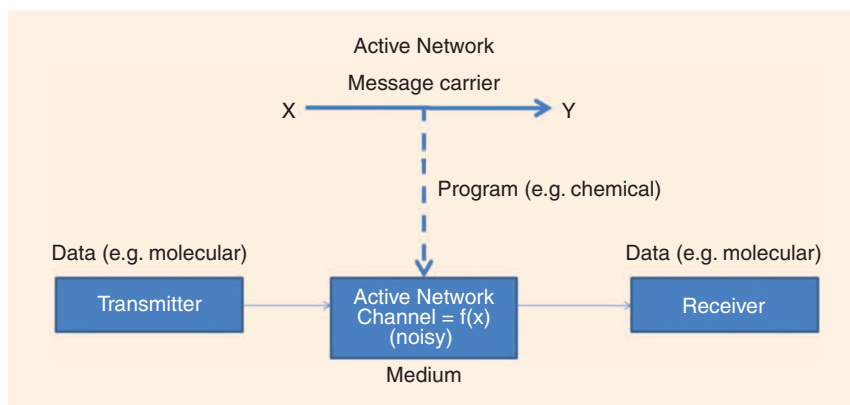 Active Network
Message carrier
X Y
Program (e.g. chemical)
Data (e.g. molecular) Data (e.g. molecular)
Transmitter
Active Network
Channel = f(x)
(noisy)
Receiver
Medium